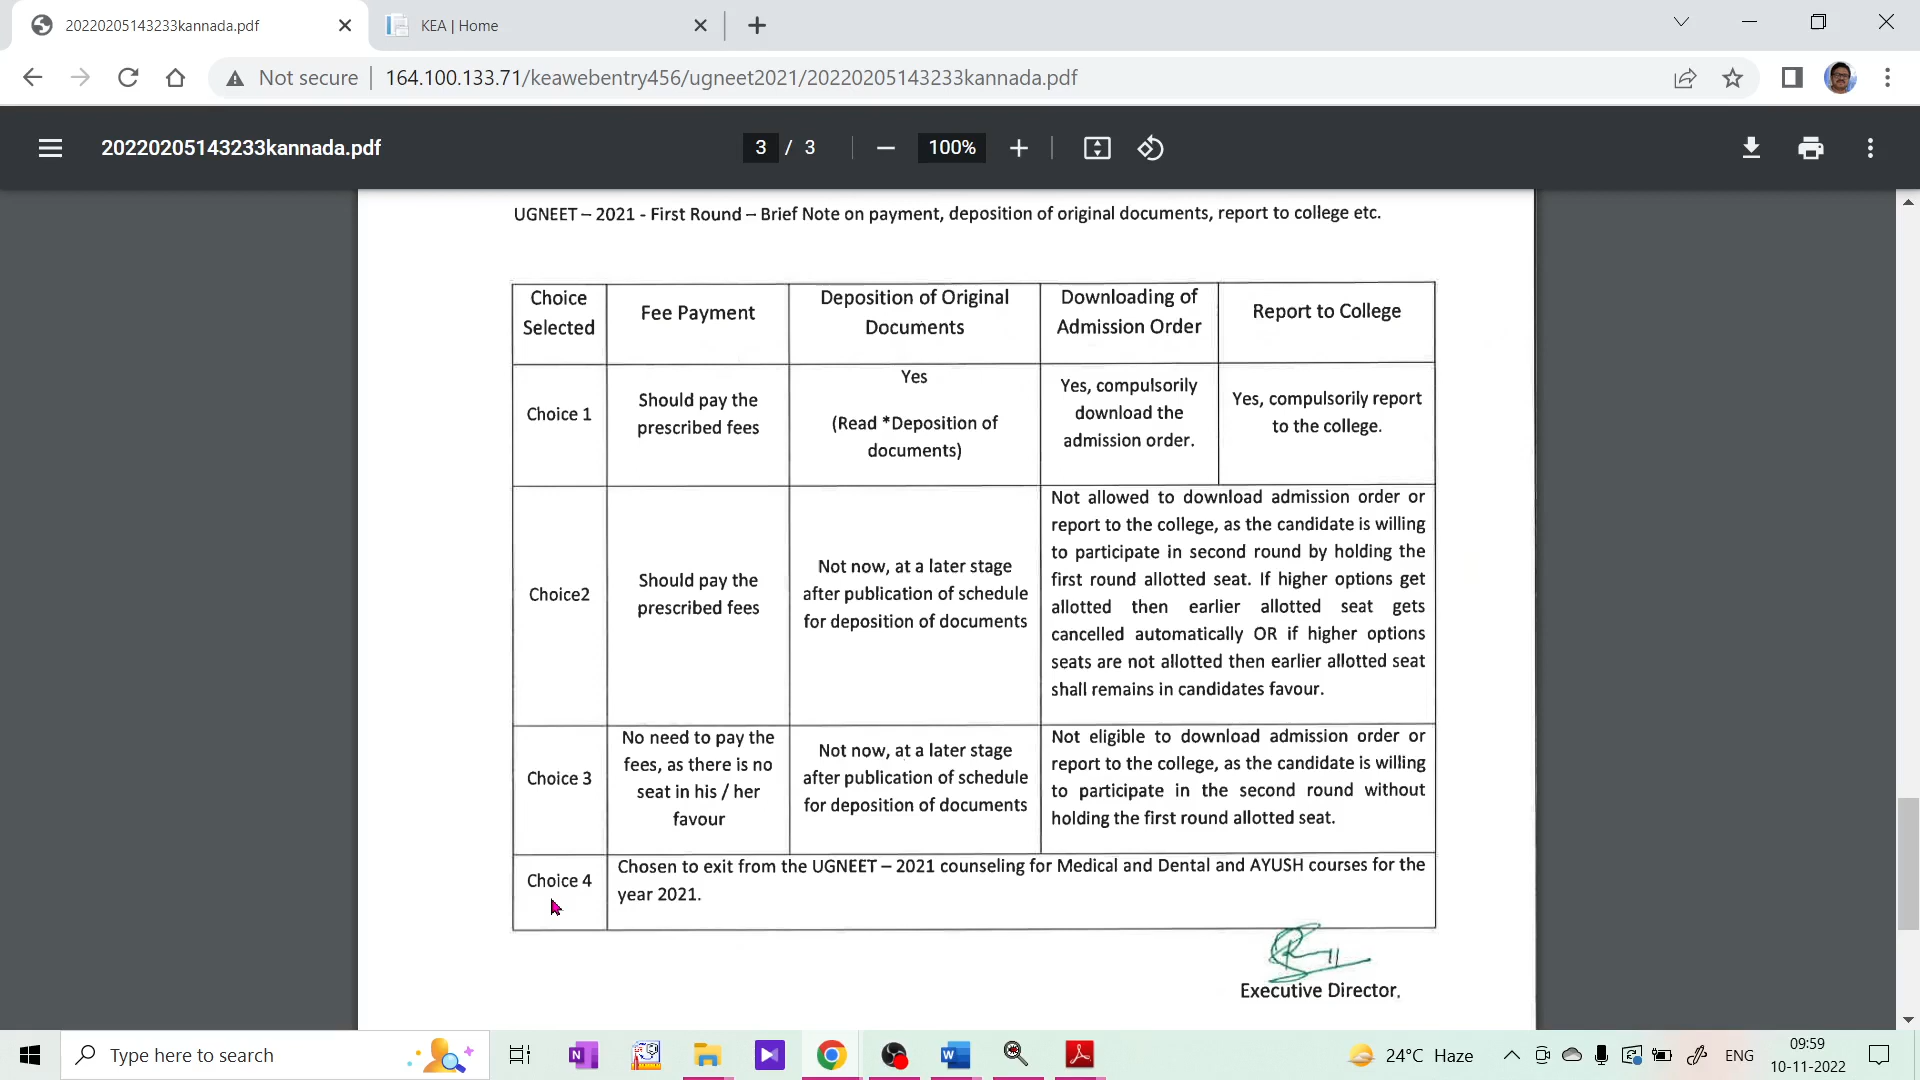 20220205143233kannada.pdf
KEA | Home
Not secure
164.100.133.71/keawebentry456/ugneet2021/20220205143233kannada.pdf
20220205143233kannada.pdf
3 / 3
100%
UGNEET – 2021 - First Round – Brief Note on payment, deposition of original documents, report to college etc.
Choice
Selected
Fee Payment
Deposition of Original
Documents
Downloading of
Admission Order
Report to College
Choice 1
Should pay the
prescribed fees
Yes
(Read *Deposition of
documents)
Yes, compulsorily
download the
admission order.
Yes, compulsorily report
to the college.
Choice2
Should pay the
prescribed fees
Not now, at a later stage
after publication of schedule
for deposition of documents
Not allowed to download admission order or
report to the college, as the candidate is willing
to participate in second round by holding the
first round allotted seat. If higher options get
allotted then earlier allotted seat gets
cancelled automatically OR if higher options
seats are not allotted then earlier allotted seat
shall remains in candidates favour.
Choice 3
No need to pay the
fees, as there is no
seat in his / her
favour
Not now, at a later stage
after publication of schedule
for deposition of documents
Not eligible to download admission order or
report to the college, as the candidate is willing
to participate in the second round without
holding the first round allotted seat.
Choice 4
Chosen to exit from the UGNEET – 2021 counseling for Medical and Dental and AYUSH courses for the
year 2021.
Executive Director.
Type here to search
24°C Haze
ENG
09:59
10-11-2022